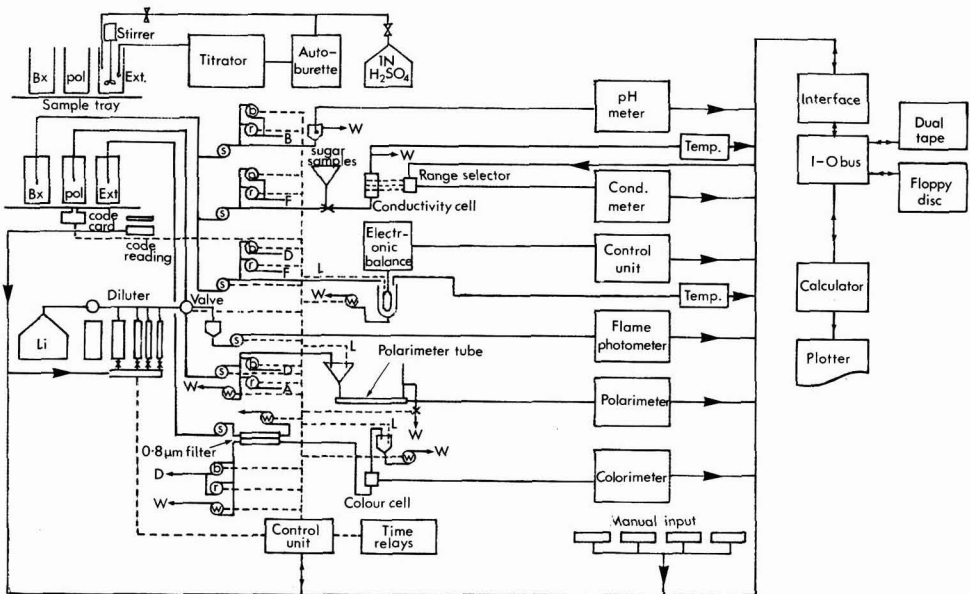 Stirrer
Bx
pol
Ext.
Sample tray
Titrator
Auto-
burette
1N
H₂SO₄
pH
meter
Interface
I-O bus
Dual
tape
Floppy
disc
Calculator
Plotter
b
r
B
s
W
sugar
samples
W
Temp.
Range selector
Cond.
meter
Conductivity cell
b
r
F
s
Bx
pol
Ext
code
card
code
reading
b
D
r
F
s
L
Electr-
onic
balance
Control
unit
W
w
Temp.
Diluter
Valve
Li
s
L
Flame
photometer
b
D
r
A
s
W
w
Polarimeter tube
Polarimeter
W
w
s
L
W
w
0·8μm filter
D
b
r
W
w
Colour cell
Colorimeter
Control
unit
Time
relays
Manual input